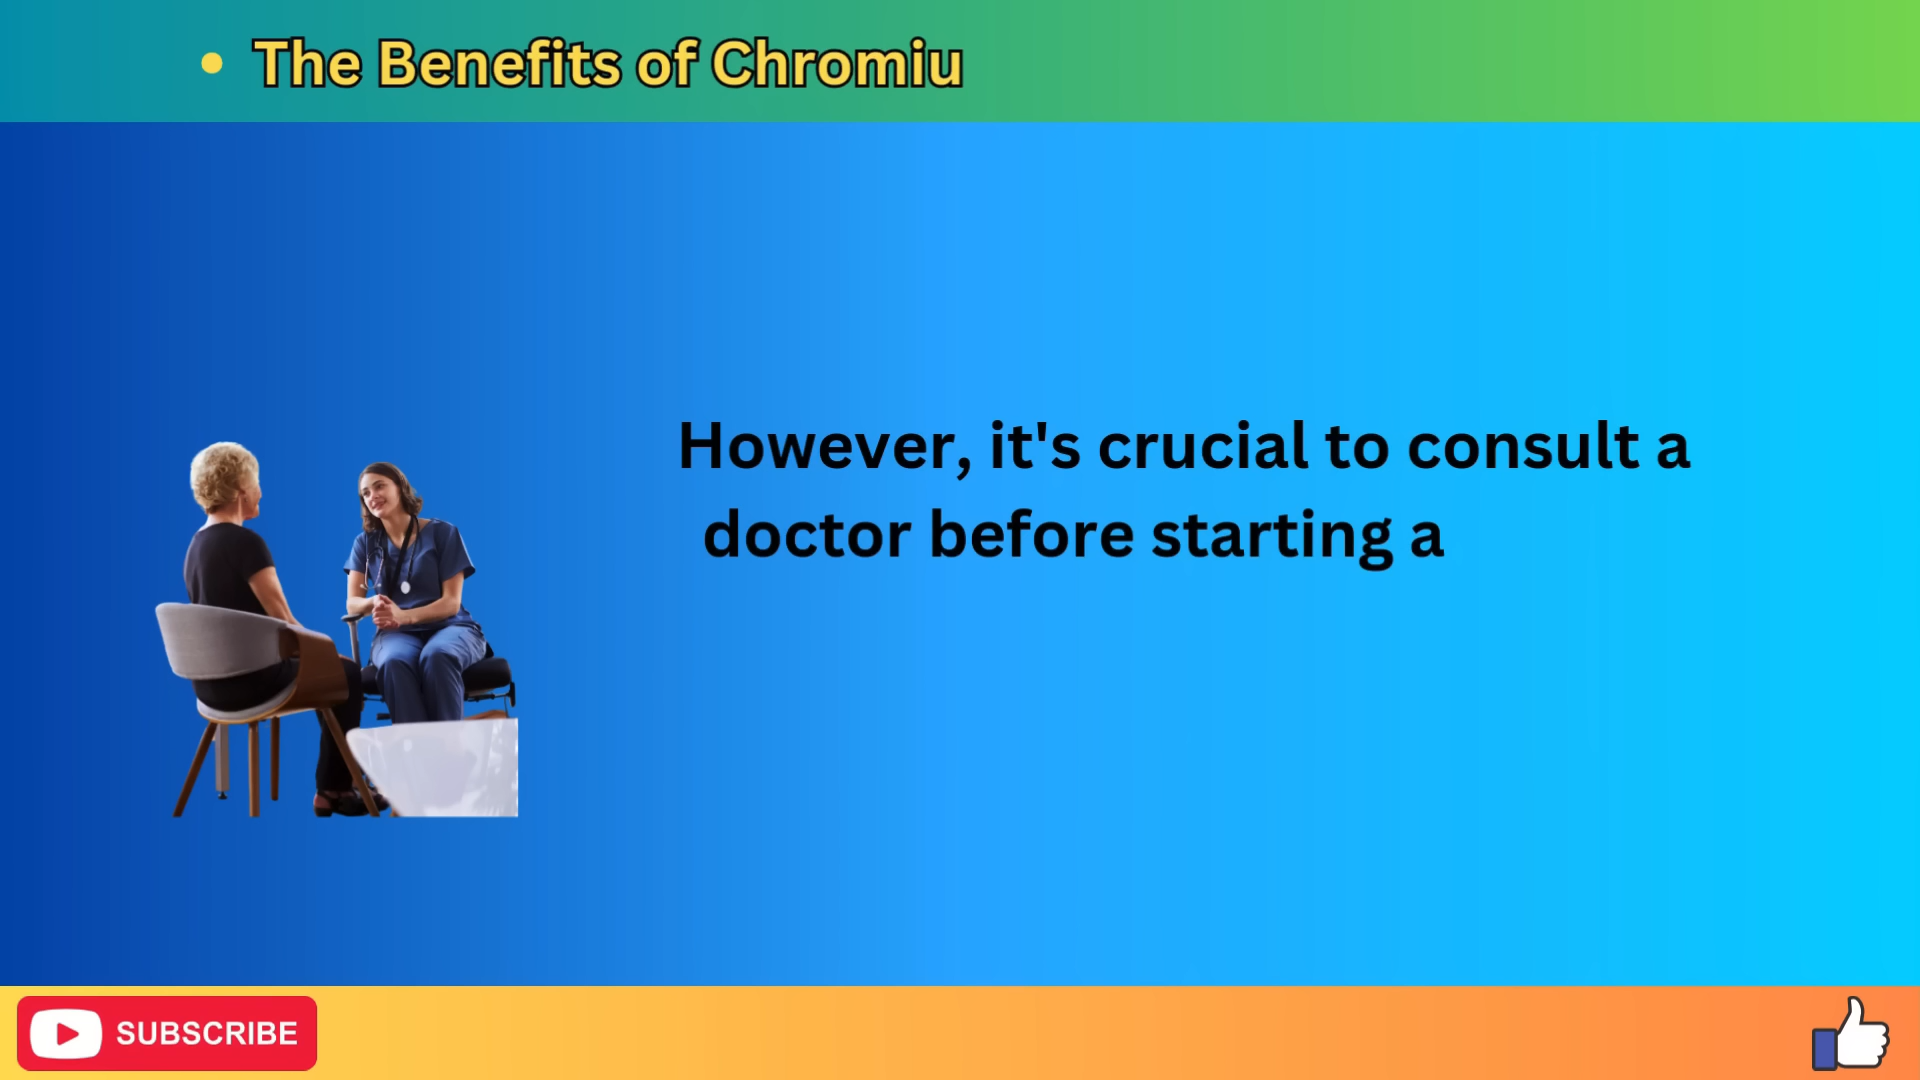 • The Benefits of Chromiu
However, it's crucial to consult a
doctor before starting a
SUBSCRIBE